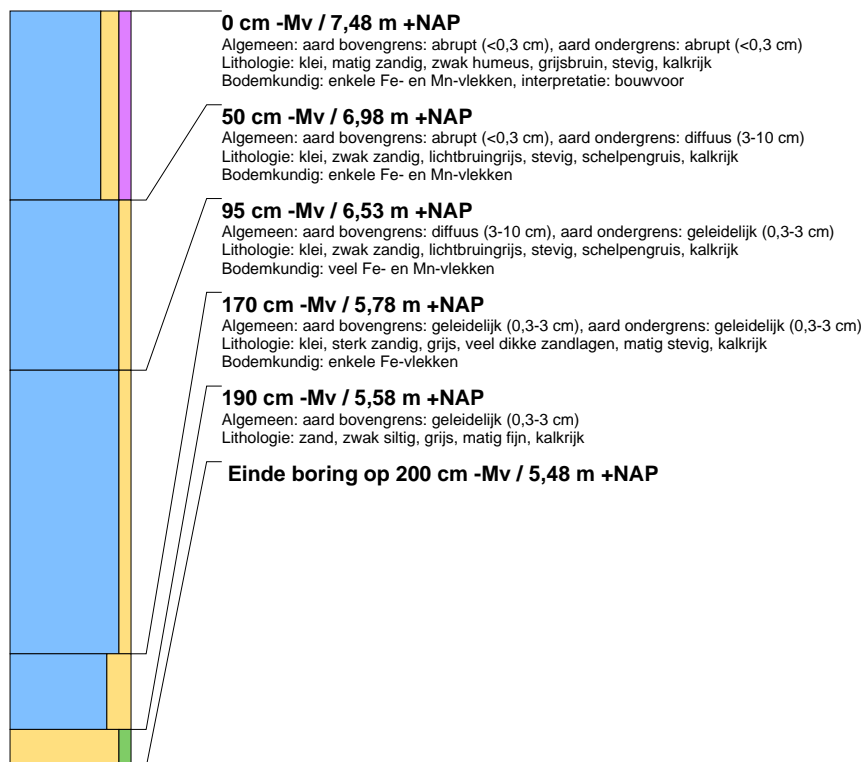 0 cm -Mv / 7,48 m +NAP
Algemeen: aard bovengrens: abrupt (<0,3 cm), aard ondergrens: abrupt (<0,3 cm)
Lithologie: klei, matig zandig, zwak humeus, grijsbruin, stevig, kalkrijk
Bodemkundig: enkele Fe- en Mn-vlekken, interpretatie: bouwvoor
50 cm -Mv / 6,98 m +NAP
Algemeen: aard bovengrens: abrupt (<0,3 cm), aard ondergrens: diffuus (3-10 cm)
Lithologie: klei, zwak zandig, lichtbruingrijs, stevig, schelpengruis, kalkrijk
Bodemkundig: enkele Fe- en Mn-vlekken
95 cm -Mv / 6,53 m +NAP
Algemeen: aard bovengrens: diffuus (3-10 cm), aard ondergrens: geleidelijk (0,3-3 cm)
Lithologie: klei, zwak zandig, lichtbruingrijs, stevig, schelpengruis, kalkrijk
Bodemkundig: veel Fe- en Mn-vlekken
170 cm -Mv / 5,78 m +NAP
Algemeen: aard bovengrens: geleidelijk (0,3-3 cm), aard ondergrens: geleidelijk (0,3-3 cm)
Lithologie: klei, sterk zandig, grijs, veel dikke zandlagen, matig stevig, kalkrijk
Bodemkundig: enkele Fe-vlekken
190 cm -Mv / 5,58 m +NAP
Algemeen: aard bovengrens: geleidelijk (0,3-3 cm)
Lithologie: zand, zwak siltig, grijs, matig fijn, kalkrijk
Einde boring op 200 cm -Mv / 5,48 m +NAP